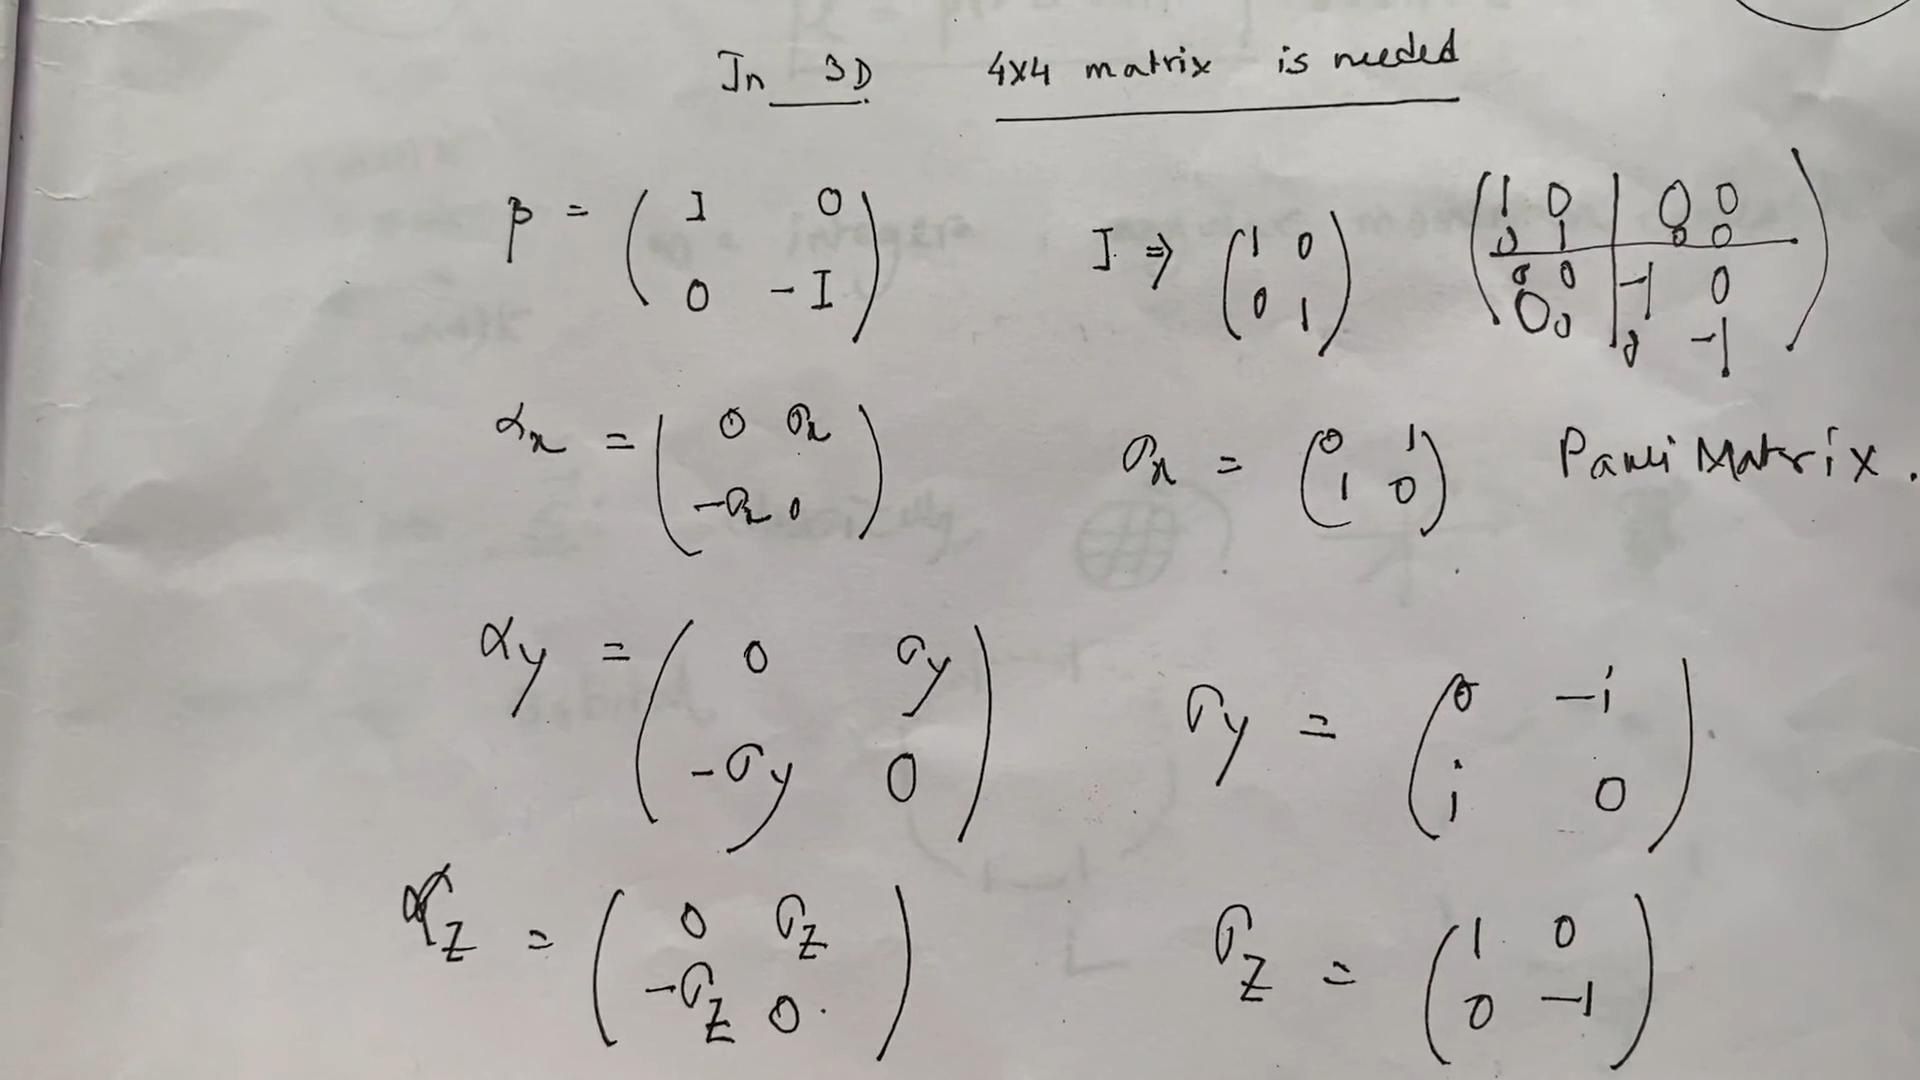 In 3D 4x4 matrix is needed
β = ( I 0 ; 0 -I ) I ⇒ ( 1 0 ; 0 1 ) ( 1 0 | 0 0 ; 0 1 | 0 0 ; 0 0 | -1 0 ; 0 0 | 0 -1 )
αx = ( 0 σx ; -σx 0 ) σx = ( 0 1 ; 1 0 ) Pauli Matrix.
αy = ( 0 σy ; -σy 0 ) σy = ( 0 -i ; i 0 )
αz = ( 0 σz ; -σz 0 ) σz = ( 1 0 ; 0 -1 )